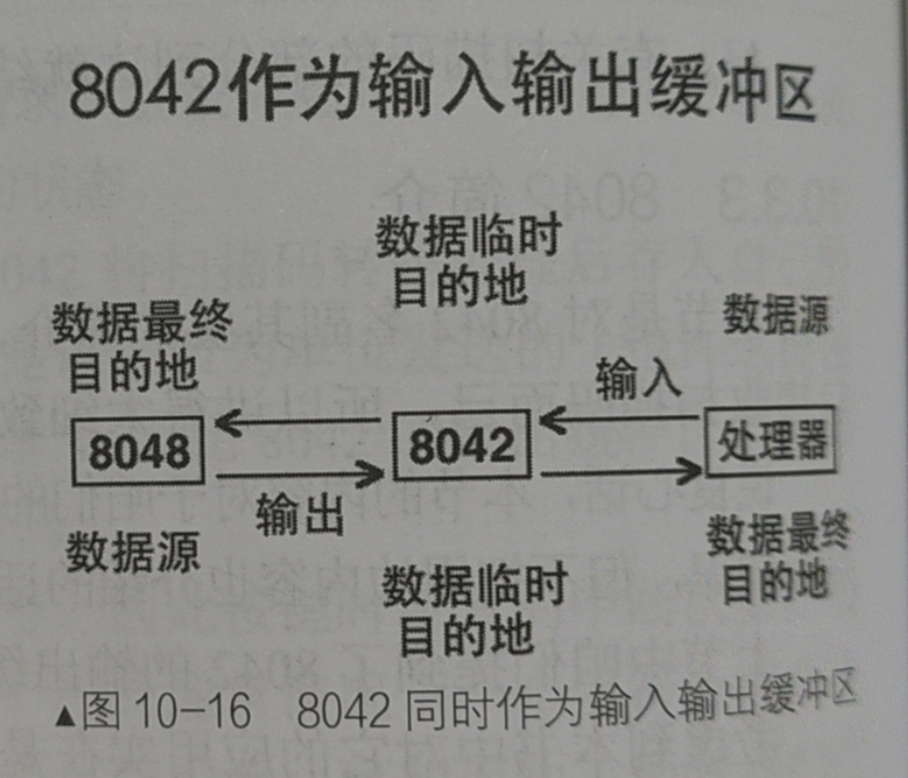 8042作为输入输出缓冲区
数据临时
目的地
数据最终
目的地
数据源
输入
8048
8042
处理器
输出
数据源
数据最终
目的地
数据临时
目的地
▲图 10-16 8042 同时作为输入输出缓冲区